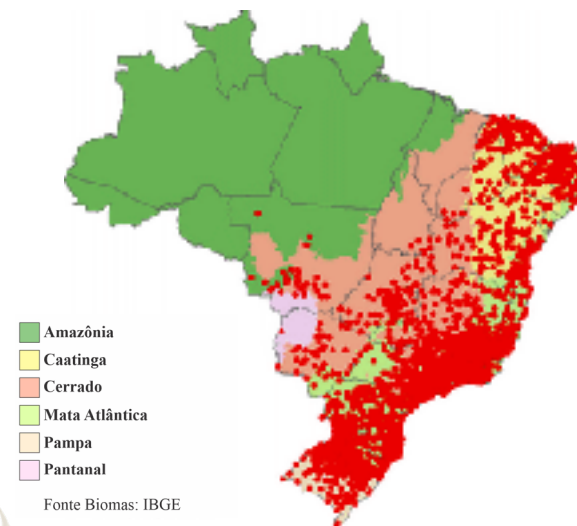 Amazônia
Caatinga
Cerrado
Mata Atlântica
Pampa
Pantanal
Fonte Biomas: IBGE